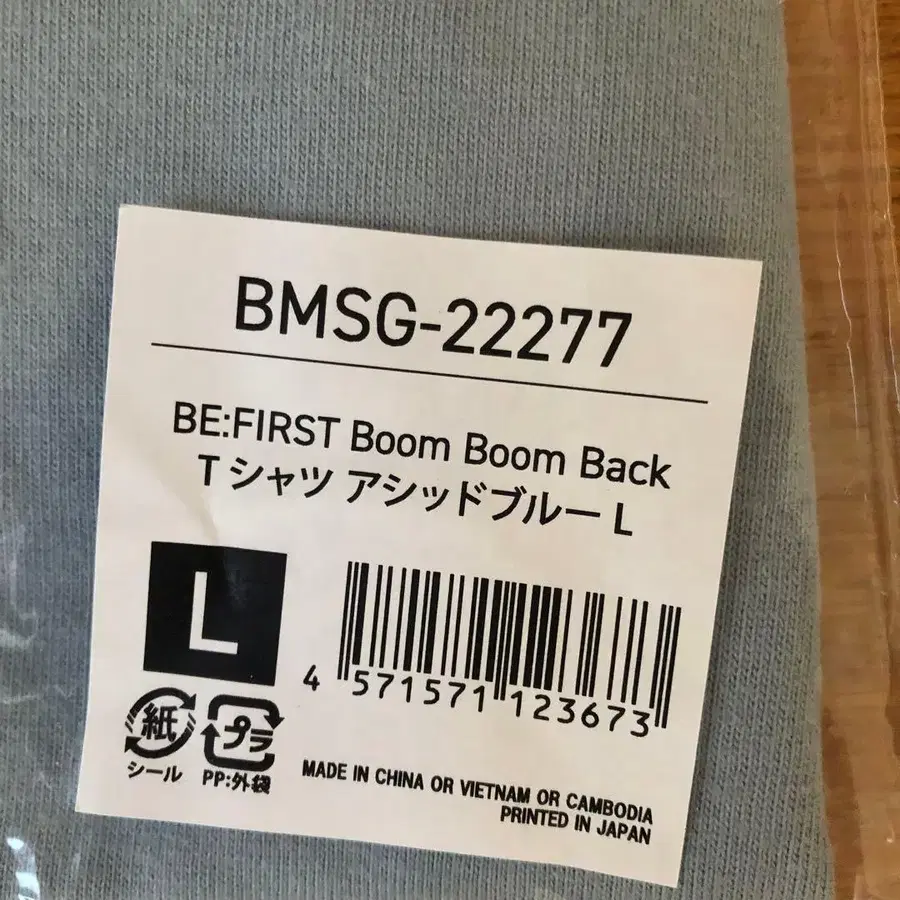 BMSG-22277
BE:FIRST Boom Boom Back
Tシャツ アシッドブルー L
L
4 571571 123673
紙 プラ
シール PP:外袋
MADE IN CHINA OR VIETNAM OR CAMBODIA
PRINTED IN JAPAN